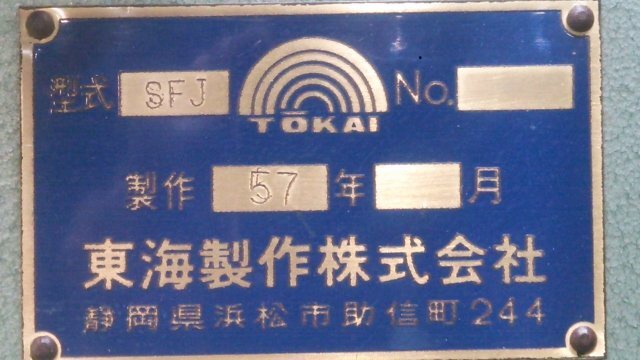 型式 SFJ TŌKAI No.
製作 57 年 月
東海製作株式会社
静岡県浜松市助信町244